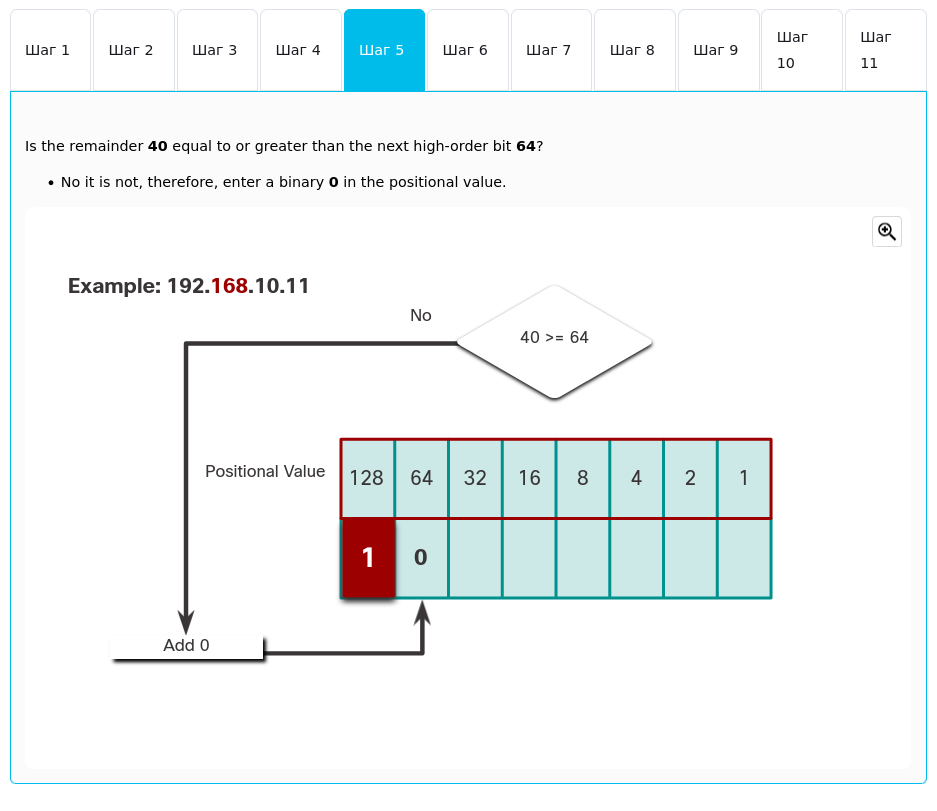 Шаг 1 Шаг 2 Шаг 3 Шаг 4 Шаг 5 Шаг 6 Шаг 7 Шаг 8 Шаг 9 Шаг 10 Шаг 11
Is the remainder 40 equal to or greater than the next high-order bit 64?
• No it is not, therefore, enter a binary 0 in the positional value.
Example: 192.168.10.11
No
40 >= 64
Positional Value 128 64 32 16 8 4 2 1
1 0
Add 0